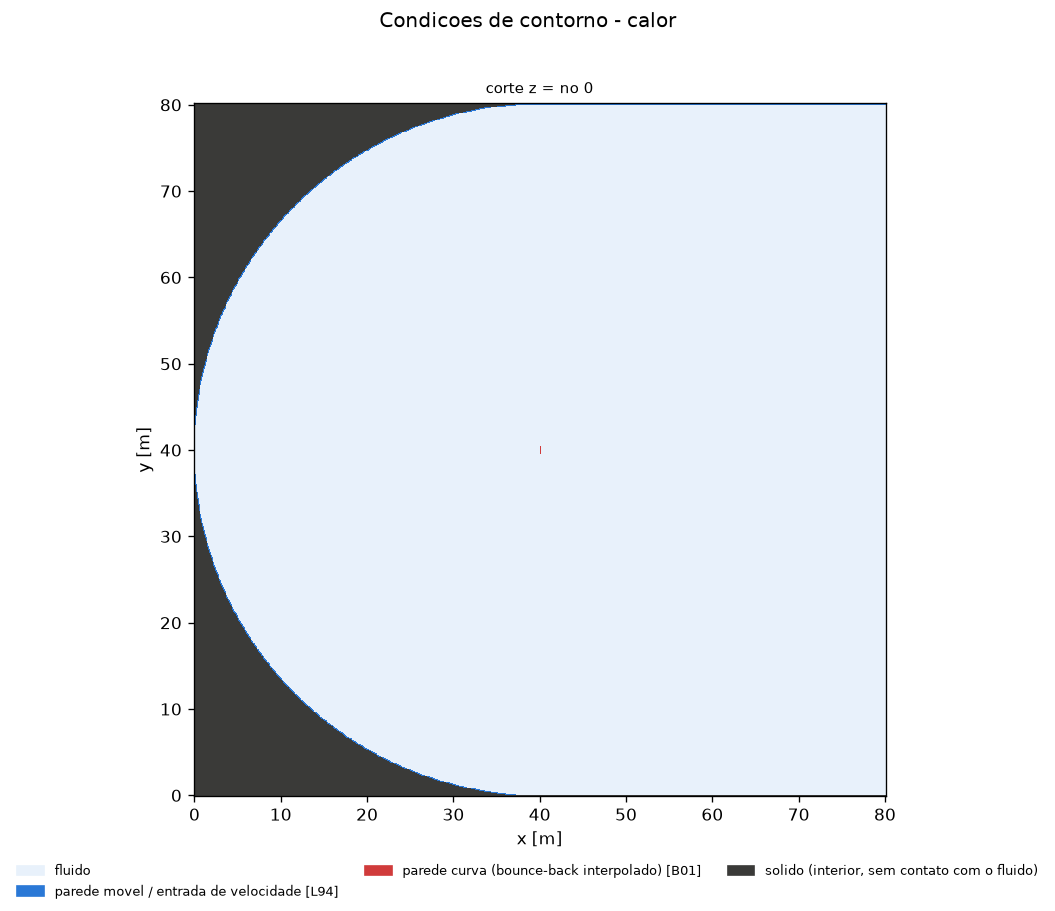 Condicoes de contorno - calor
corte z = no 0
80
70
60
50
40
30
20
10
0
y [m]
0 10 20 30 40 50 60 70 80
x [m]
fluido
parede movel / entrada de velocidade [L94]
parede curva (bounce-back interpolado) [B01]
solido (interior, sem contato com o fluido)